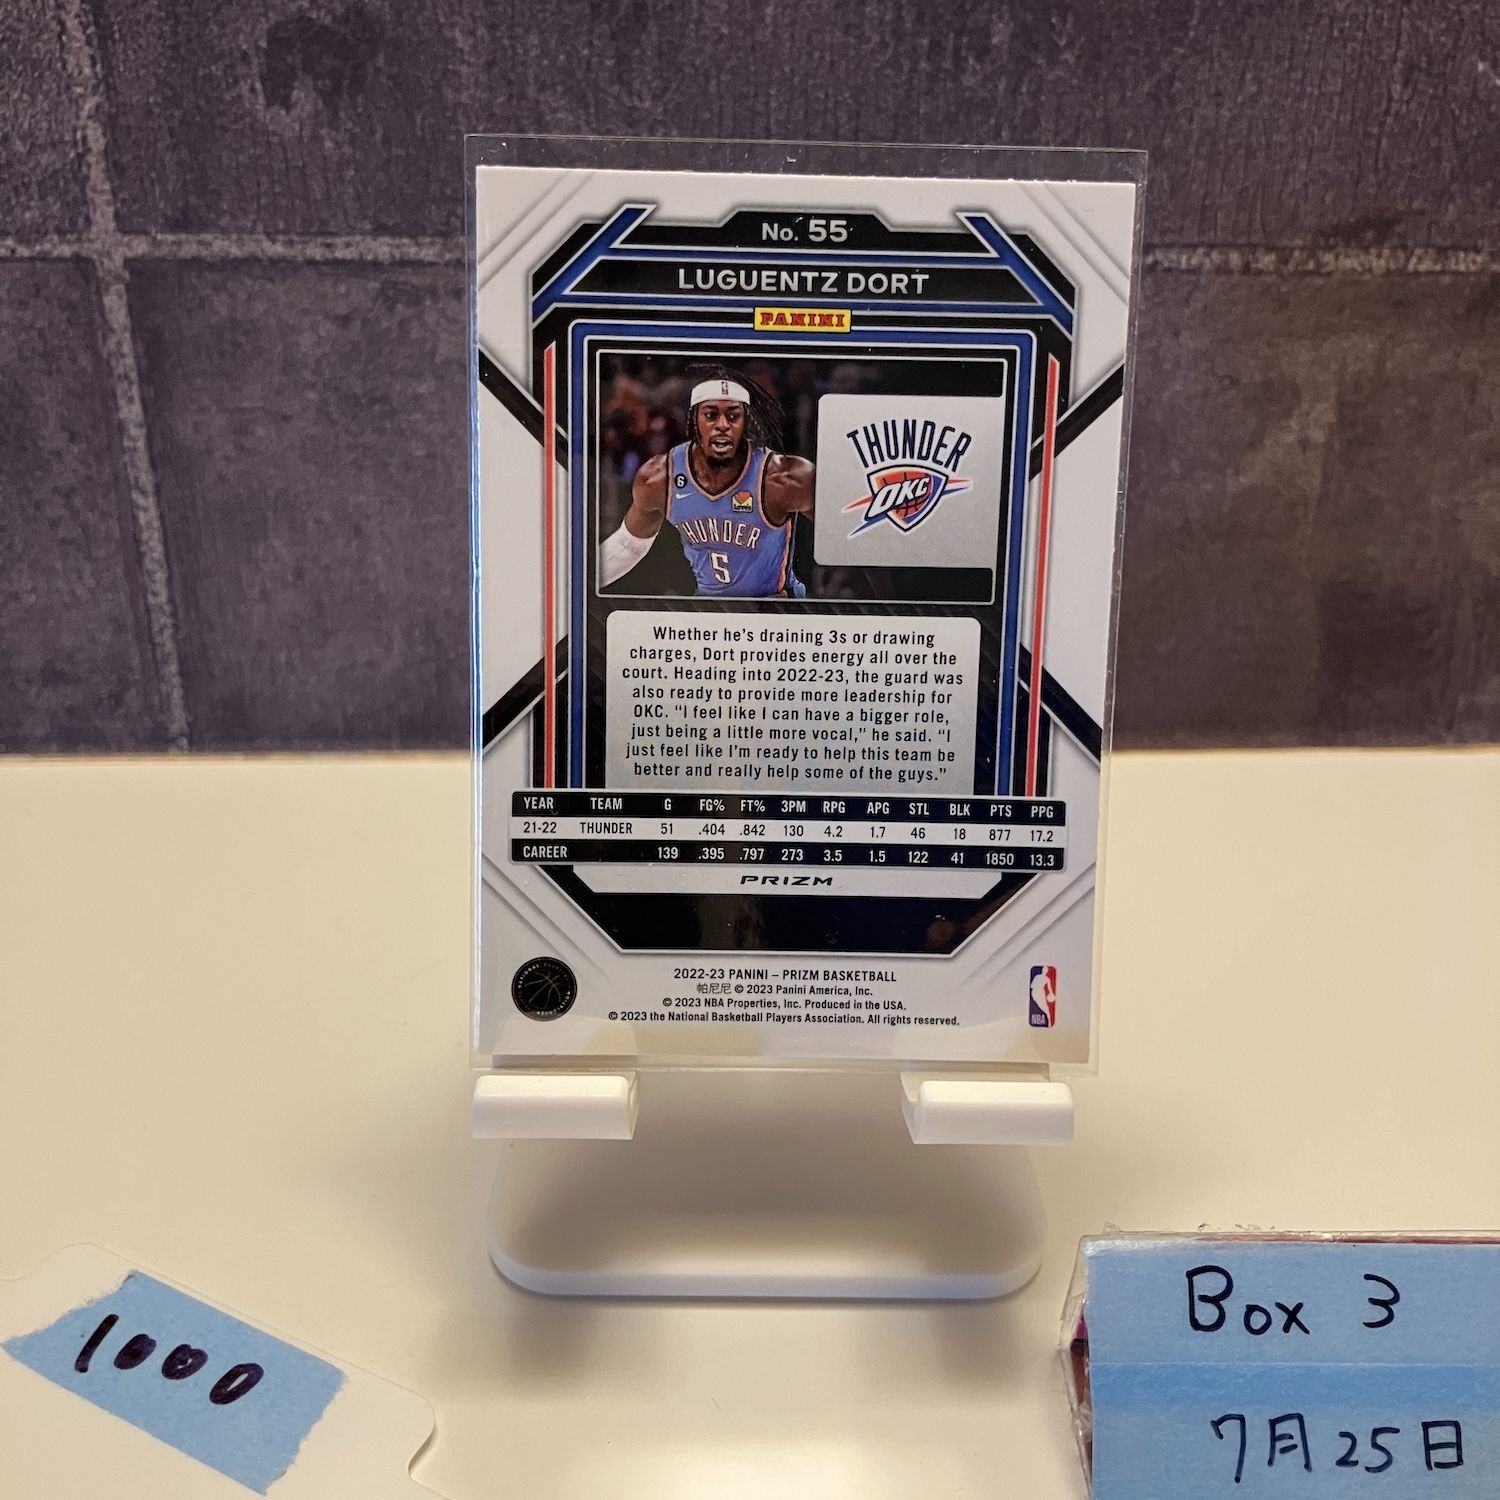 No. 55
LUGUENTZ DORT
PANINI
THUNDER
OKC
6
THUNDER
5
Whether he's draining 3s or drawing
charges, Dort provides energy all over the
court. Heading into 2022-23, the guard was
also ready to provide more leadership for
OKC. “I feel like I can have a bigger role,
just being a little more vocal,” he said. “I
just feel like I'm ready to help this team be
better and really help some of the guys.”
YEAR TEAM G FG% FT% 3PM RPG APG STL BLK PTS PPG
21-22 THUNDER 51 .404 .842 130 4.2 1.7 46 18 877 17.2
CAREER 139 .395 .797 273 3.5 1.5 122 41 1850 13.3
PRIZM
2022-23 PANINI – PRIZM BASKETBALL
帕尼尼 © 2023 Panini America, Inc.
© 2023 NBA Properties, Inc. Produced in the USA.
© 2023 the National Basketball Players Association. All rights reserved.
NBA
1000
Box 3
7月25日